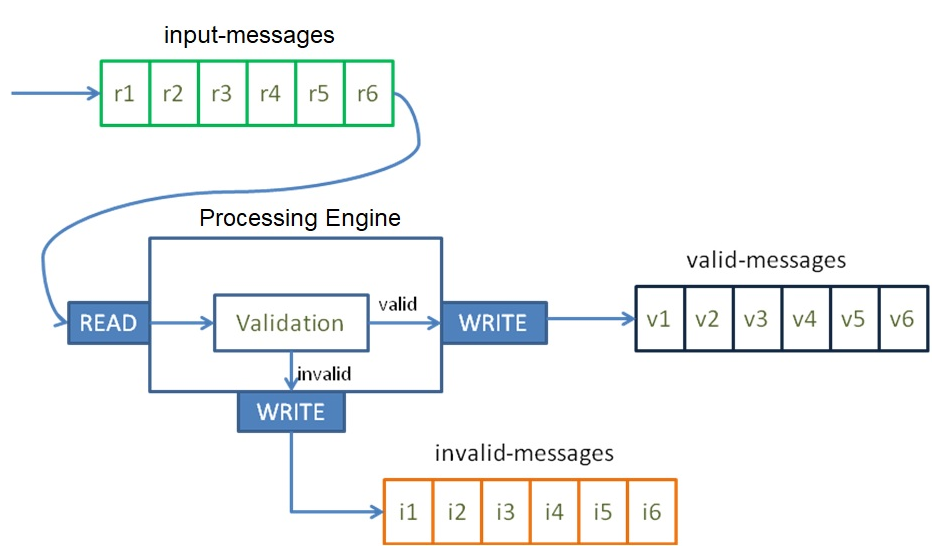 input-messages
r1 r2 r3 r4 r5 r6
Processing Engine
valid-messages
READ
Validation
valid
WRITE
v1 v2 v3 v4 v5 v6
invalid
WRITE
invalid-messages
i1 i2 i3 i4 i5 i6